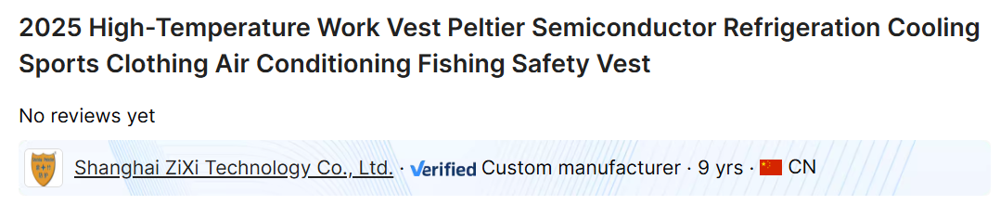 2025 High-Temperature Work Vest Peltier Semiconductor Refrigeration Cooling
Sports Clothing Air Conditioning Fishing Safety Vest
No reviews yet
Shanghai ZiXi Technology Co., Ltd. · Verified Custom manufacturer · 9 yrs · CN